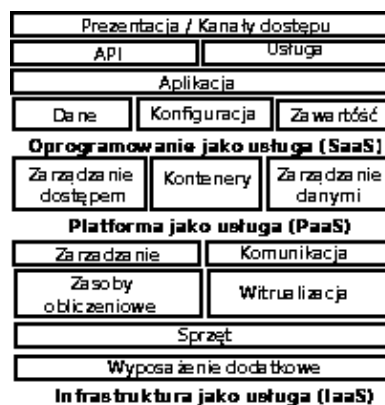 Prezentacja / Kanały dostępu
API Usługa
Aplikacja
Dane Konfiguracja Zawartość
Oprogramowanie jako usługa (SaaS)
Zarządzanie dostępem Kontenery Zarządzanie danymi
Platforma jako usługa (PaaS)
Zarzadzanie Komunikacja
Zasoby obliczeniowe Witrualizacja
Sprzęt
Wyposażenie dodatkowe
Infrastruktura jako usługa (IaaS)